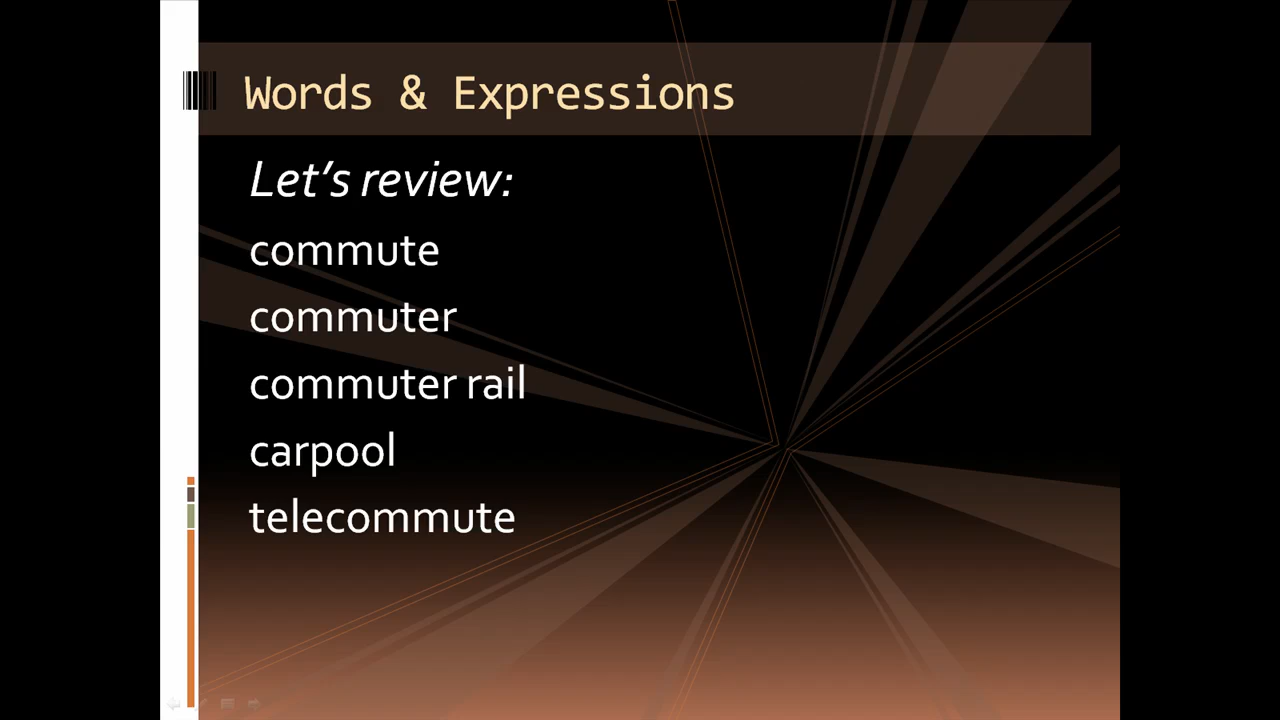 Words & Expressions
Let's review:
commute
commuter
commuter rail
carpool
telecommute